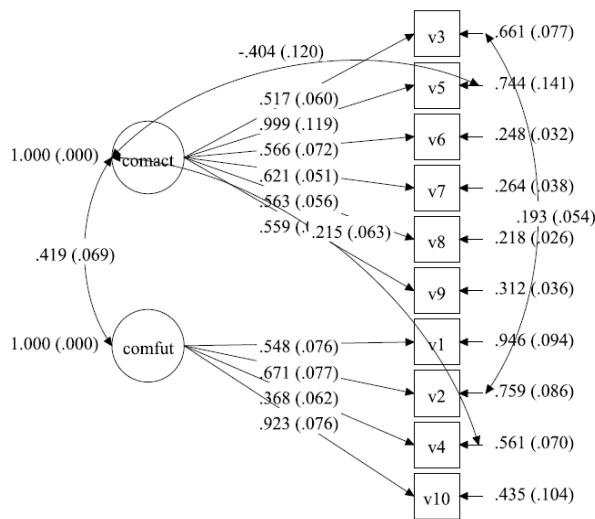 v3
.661 (.077)
-.404 (.120)
v5
.744 (.141)
.517 (.060)
.999 (.119)
v6
.248 (.032)
1.000 (.000)
comact
.566 (.072)
.621 (.051)
v7
.264 (.038)
.563 (.056)
.193 (.054)
.559
.215 (.063)
v8
.218 (.026)
.419 (.069)
v9
.312 (.036)
1.000 (.000)
comfut
.548 (.076)
v1
.946 (.094)
.671 (.077)
v2
.759 (.086)
.368 (.062)
.923 (.076)
v4
.561 (.070)
v10
.435 (.104)